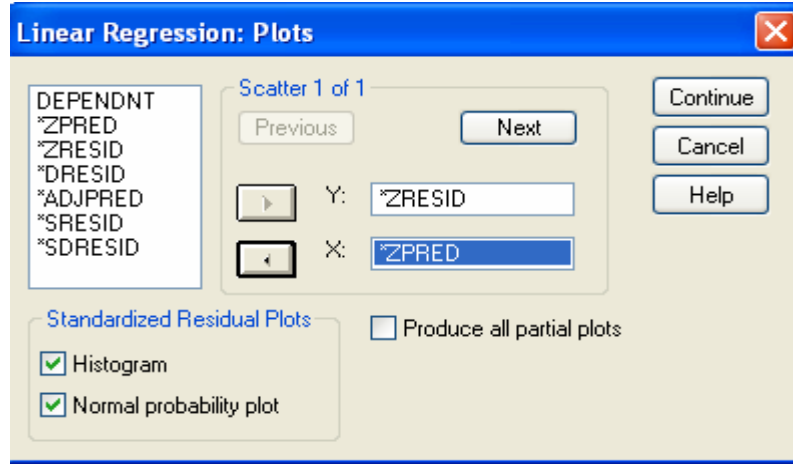 Linear Regression: Plots
DEPENDNT
*ZPRED
*ZRESID
*DRESID
*ADJPRED
*SRESID
*SDRESID
Scatter 1 of 1
Previous
Next
Y: *ZRESID
X: *ZPRED
Continue
Cancel
Help
Standardized Residual Plots
Histogram
Normal probability plot
Produce all partial plots